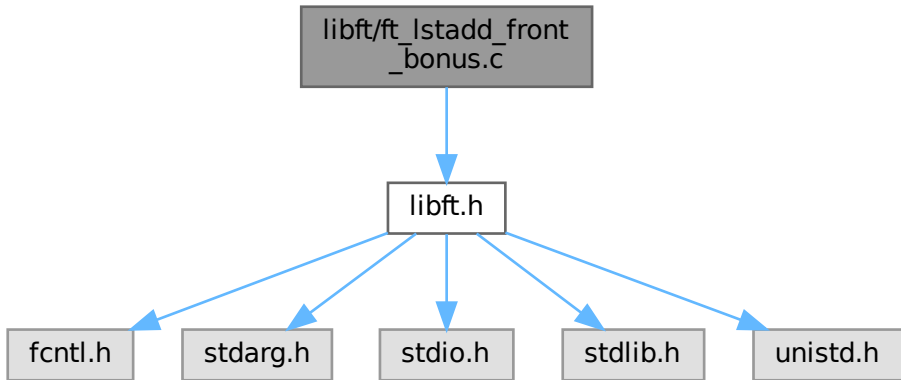 libft/ft_lstadd_front
_bonus.c
libft.h
fcntl.h
stdarg.h
stdio.h
stdlib.h
unistd.h